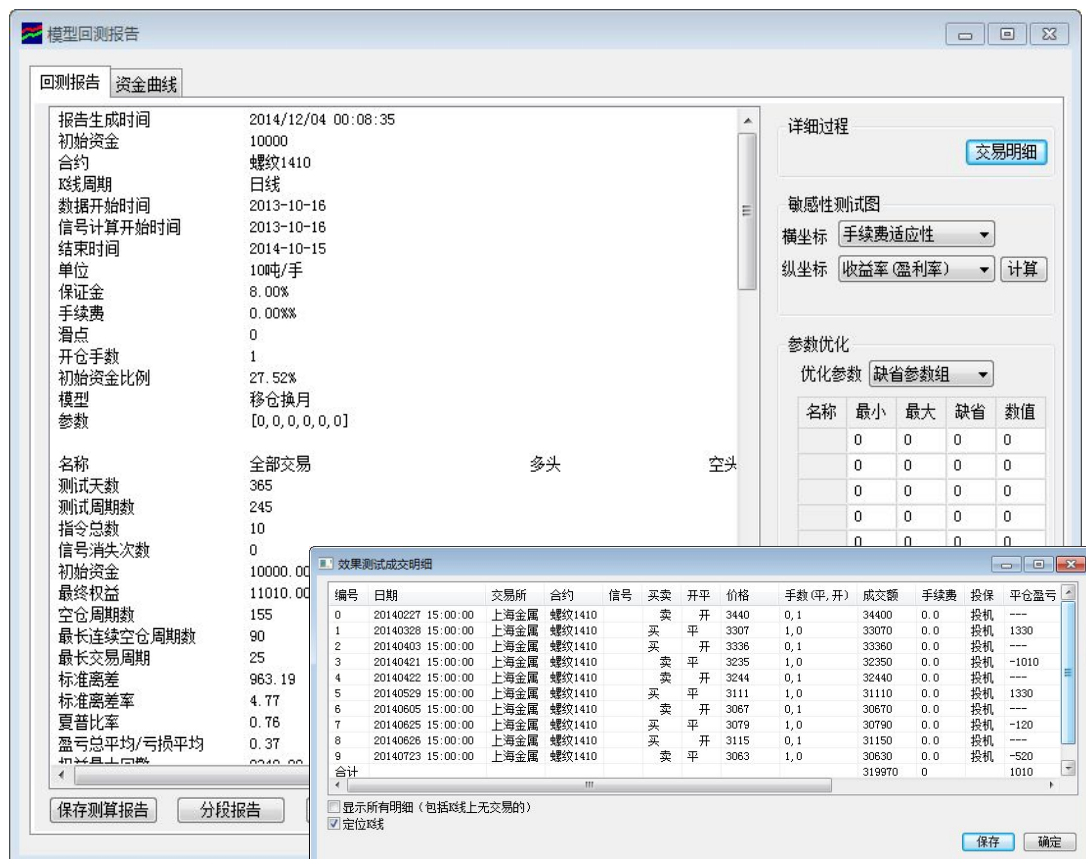 模型回测报告
回测报告 资金曲线
报告生成时间 2014/12/04 00:08:35
初始资金 10000
合约 螺纹1410
K线周期 日线
数据开始时间 2013-10-16
信号计算开始时间 2013-10-16
结束时间 2014-10-15
单位 10吨/手
保证金 8.00%
手续费 0.00%%
滑点 0
开仓手数 1
初始资金比例 27.52%
模型 移仓换月
参数 [0,0,0,0,0,0]
名称 全部交易 多头 空头
测试天数 365
测试周期数 245
指令总数 10
信号消失次数 0
初始资金 10000.00
最终权益 11010.00
空仓周期数 155
最长连续空仓周期数 90
最长交易周期 25
标准离差 963.19
标准离差率 4.77
夏普比率 0.76
盈亏总平均/亏损平均 0.37
保存测算报告 分段报告
详细过程
交易明细
敏感性测试图
横坐标 手续费适应性
纵坐标 收益率(盈利率) 计算
参数优化
优化参数 缺省参数组
名称 最小 最大 缺省 数值
0 0 0 0
0 0 0 0
0 0 0 0
0 0 0 0
0 0 0 0
效果测试成交明细
编号 日期 交易所 合约 信号 买卖 开平 价格 手数(平,开) 成交额 手续费 投保 平仓盈亏
0 20140227 15:00:00 上海金属 螺纹1410 卖 开 3440 0,1 34400 0.0 投机 ---
1 20140328 15:00:00 上海金属 螺纹1410 买 平 3307 1,0 33070 0.0 投机 1330
2 20140403 15:00:00 上海金属 螺纹1410 买 开 3336 0,1 33360 0.0 投机 ---
3 20140421 15:00:00 上海金属 螺纹1410 卖 平 3235 1,0 32350 0.0 投机 -1010
4 20140422 15:00:00 上海金属 螺纹1410 卖 开 3244 0,1 32440 0.0 投机 ---
5 20140529 15:00:00 上海金属 螺纹1410 买 平 3111 1,0 31110 0.0 投机 1330
6 20140605 15:00:00 上海金属 螺纹1410 卖 开 3067 0,1 30670 0.0 投机 ---
7 20140625 15:00:00 上海金属 螺纹1410 买 平 3079 1,0 30790 0.0 投机 -120
8 20140626 15:00:00 上海金属 螺纹1410 买 开 3115 0,1 31150 0.0 投机 ---
9 20140723 15:00:00 上海金属 螺纹1410 卖 平 3063 1,0 30630 0.0 投机 -520
合计 319970 0 1010
显示所有明细(包括K线上无交易的)
定位K线
保存 确定